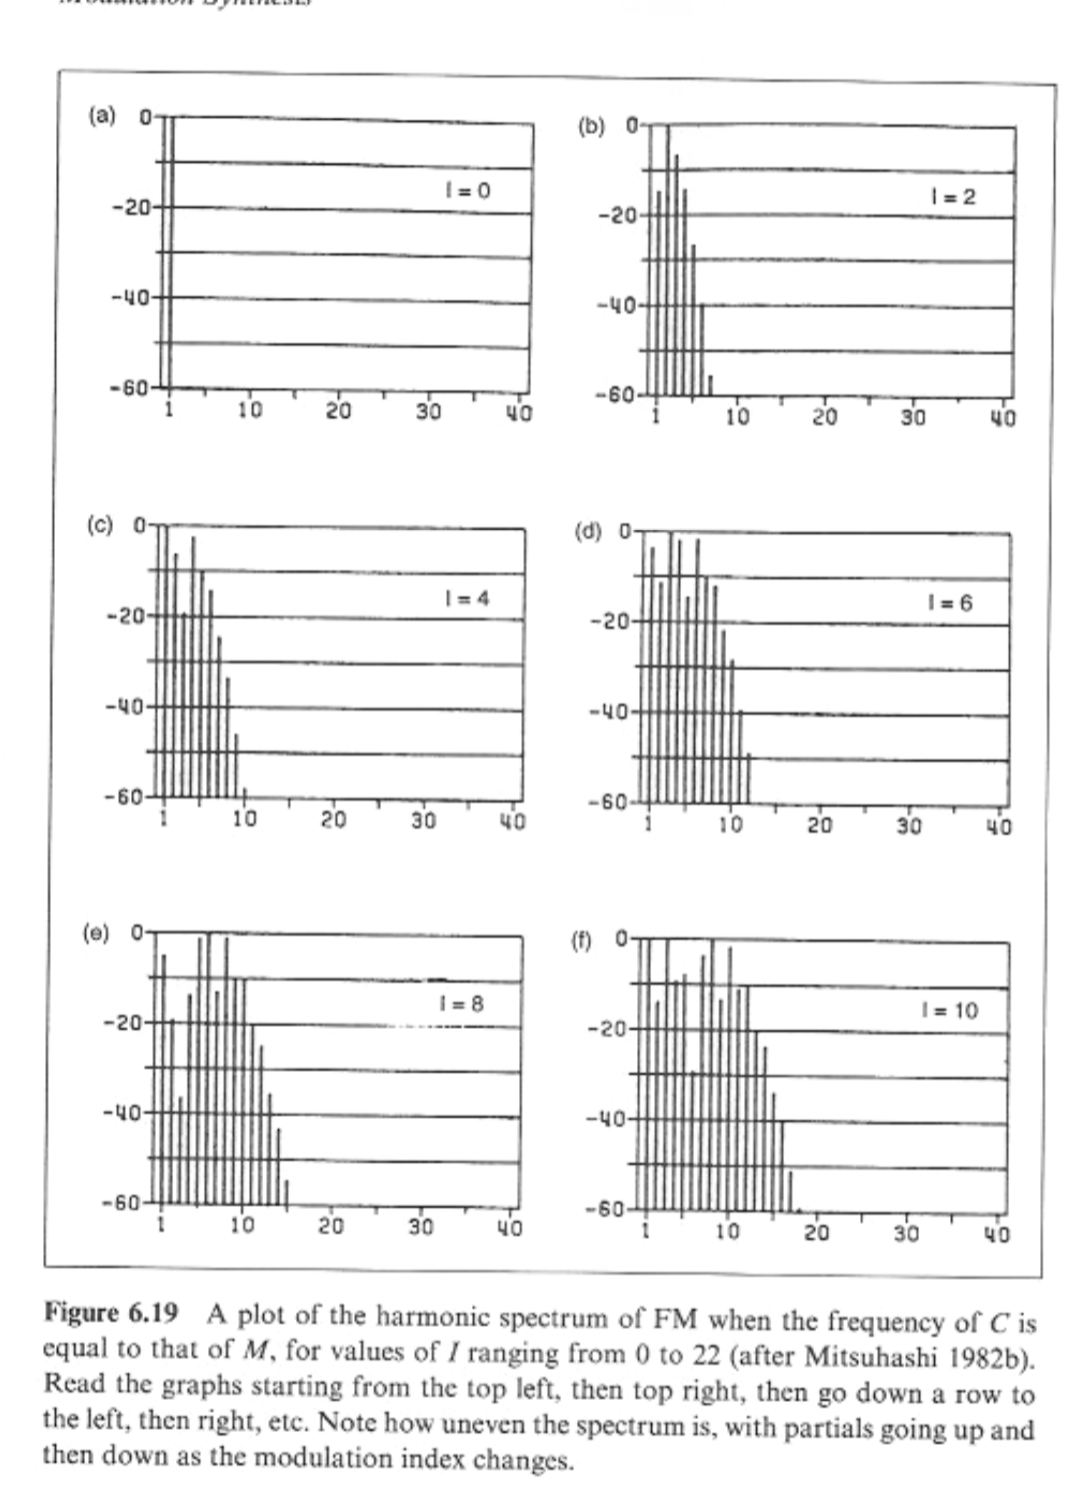 Modulation Synthesis
(a) 0 -20 -40 -60 1 10 20 30 40 I = 0
(b) 0 -20 -40 -60 1 10 20 30 40 I = 2
(c) 0 -20 -40 -60 1 10 20 30 40 I = 4
(d) 0 -20 -40 -60 1 10 20 30 40 I = 6
(e) 0 -20 -40 -60 1 10 20 30 40 I = 8
(f) 0 -20 -40 -60 1 10 20 30 40 I = 10
Figure 6.19 A plot of the harmonic spectrum of FM when the frequency of C is
equal to that of M, for values of I ranging from 0 to 22 (after Mitsuhashi 1982b).
Read the graphs starting from the top left, then top right, then go down a row to
the left, then right, etc. Note how uneven the spectrum is, with partials going up and
then down as the modulation index changes.